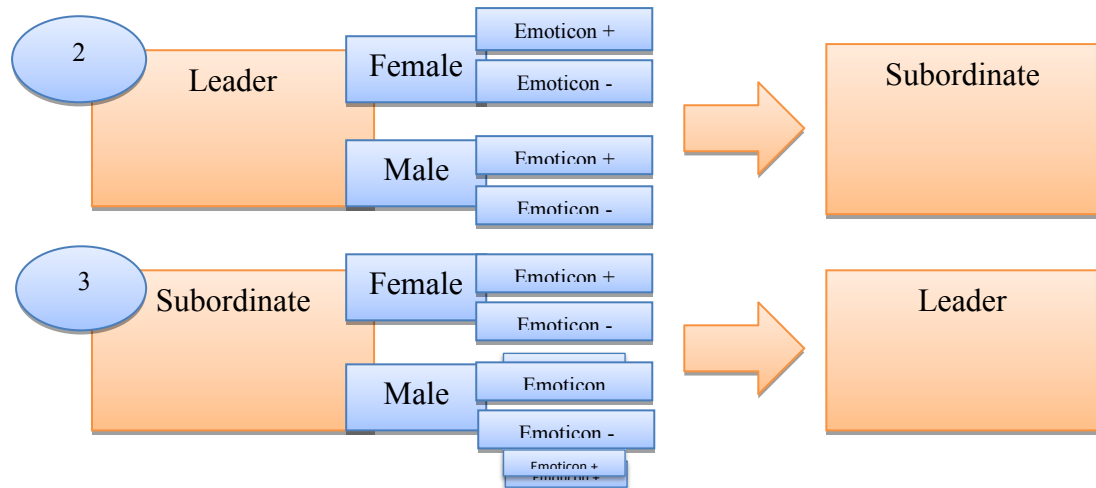 2
Leader
Female
Emoticon +
Emoticon -
Male
Emoticon +
Emoticon -
Subordinate
3
Subordinate
Female
Emoticon +
Emoticon -
Male
Emoticon
Emoticon -
Emoticon +
Emoticon +
Leader